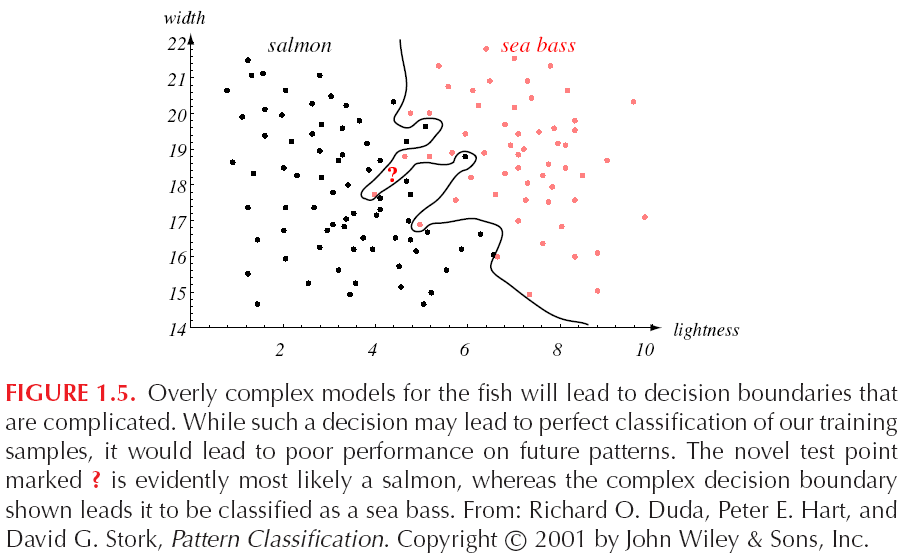 width
salmon
sea bass
22
21
20
19
18
17
16
15
14
?
2
4
6
8
10
lightness
FIGURE 1.5. Overly complex models for the fish will lead to decision boundaries that
are complicated. While such a decision may lead to perfect classification of our training
samples, it would lead to poor performance on future patterns. The novel test point
marked ? is evidently most likely a salmon, whereas the complex decision boundary
shown leads it to be classified as a sea bass. From: Richard O. Duda, Peter E. Hart, and
David G. Stork, Pattern Classification. Copyright © 2001 by John Wiley & Sons, Inc.